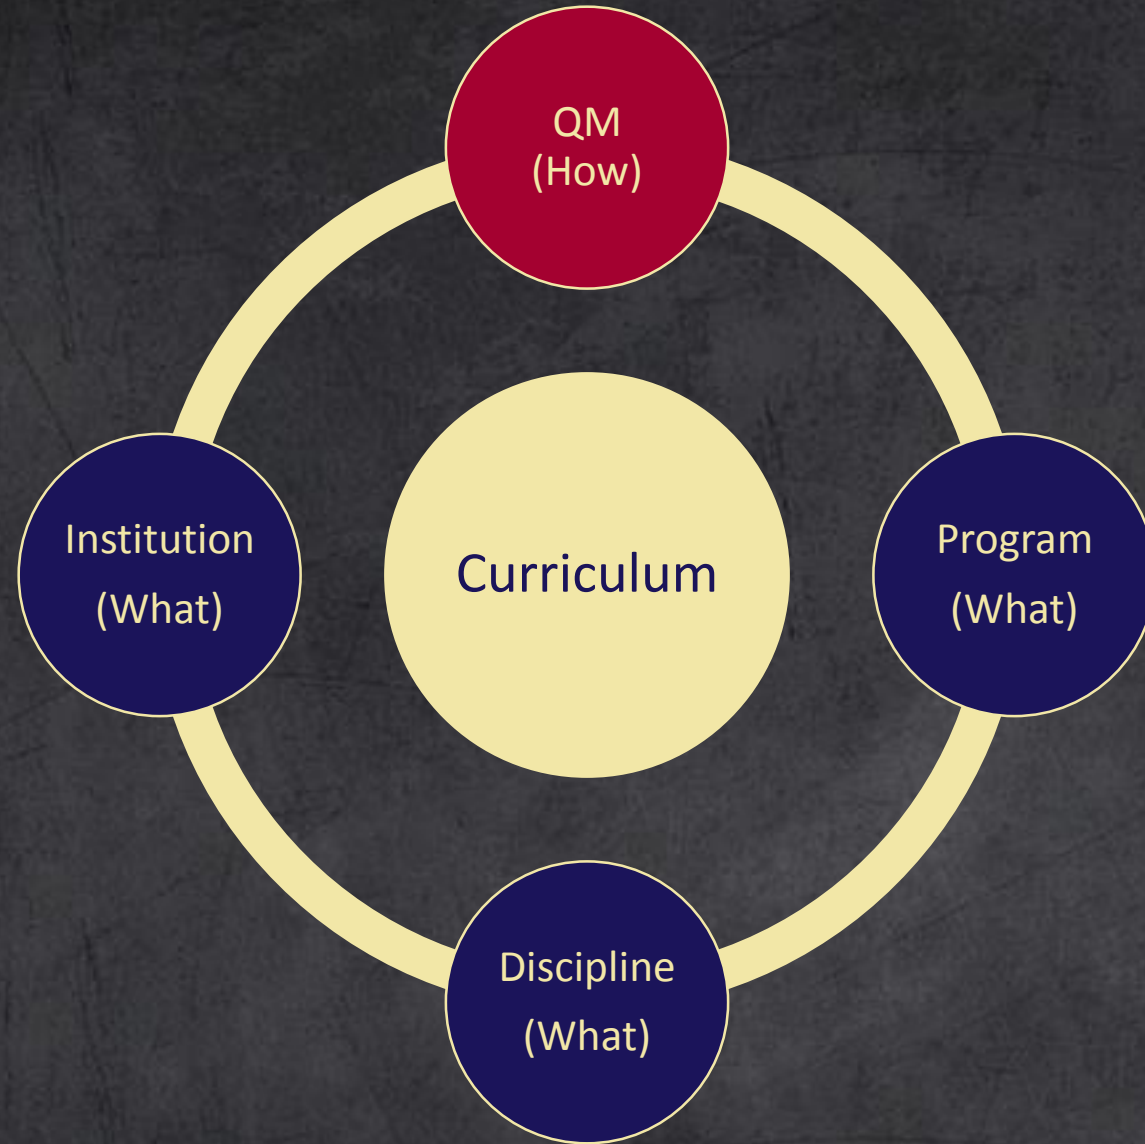 QM
(How)
Institution
(What)
Curriculum
Program
(What)
Discipline
(What)